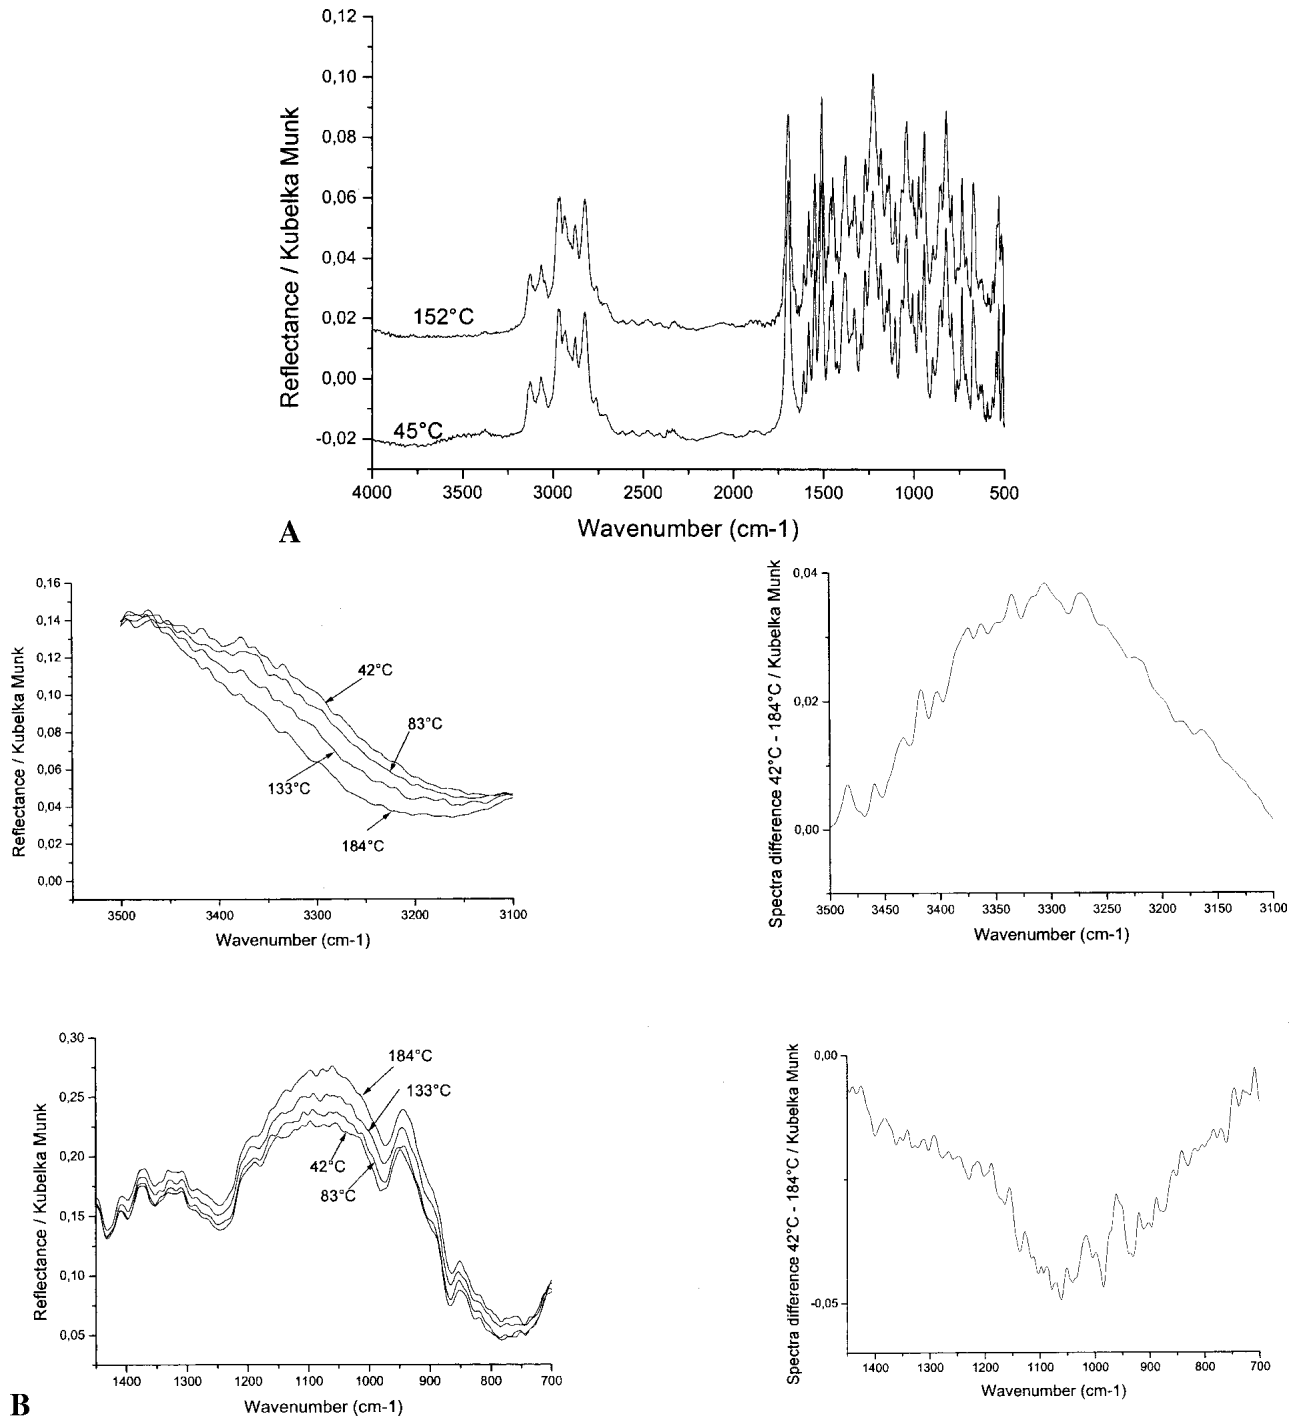 0,12
0,10
0,08
0,06
0,04
0,02
0,00
-0,02
Reflectance / Kubelka Munk
152°C
45°C
4000 3500 3000 2500 2000 1500 1000 500
Wavenumber (cm-1)
A
0,16
0,14
0,12
0,10
0,08
0,06
0,04
0,02
0,00
Reflectance / Kubelka Munk
42°C
83°C
133°C
184°C
3500 3400 3300 3200 3100
Wavenumber (cm-1)
0,04
0,02
0,00
Spectra difference 42°C - 184°C / Kubelka Munk
3500 3450 3400 3350 3300 3250 3200 3150 3100
Wavenumber (cm-1)
0,30
0,25
0,20
0,15
0,10
0,05
Reflectance / Kubelka Munk
184°C
133°C
42°C
83°C
1400 1300 1200 1100 1000 900 800 700
Wavenumber (cm-1)
0,00
-0,05
Spectra difference 42°C - 184°C / Kubelka Munk
1400 1300 1200 1100 1000 900 800 700
Wavenumber (cm-1)
B